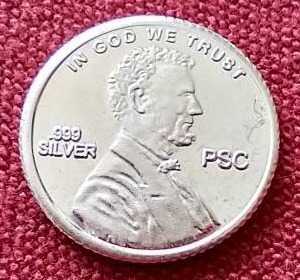 IN GOD WE TRUST
.999
SILVER
PSC